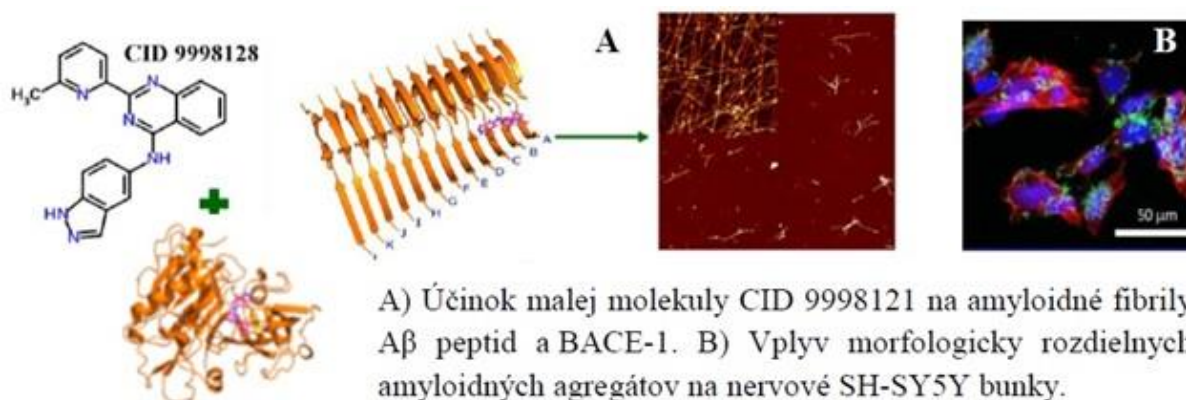 CID 9998128
H₃C
N
N
N
NH
HN
N
A
A
B
C
D
E
F
G
H
I
J
K
B
50 µm
A) Účinok malej molekuly CID 9998121 na amyloidné fibrily
Aβ peptid a BACE-1. B) Vplyv morfologicky rozdielnych
amyloidných agregátov na nervové SH-SY5Y bunky.